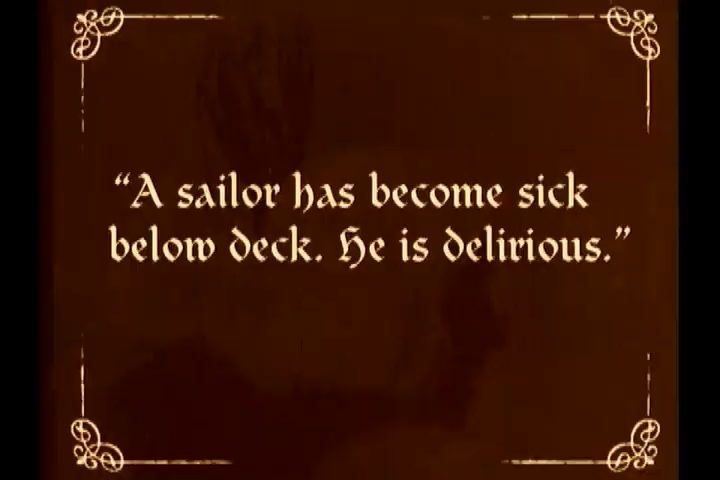 “A sailor has become sick
below deck. He is delirious.”